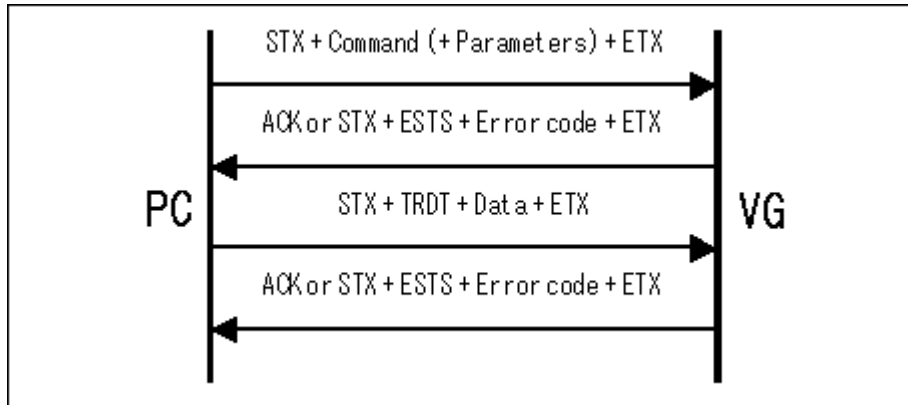 STX + Command (+ Parameters) + ETX
ACK or STX + ESTS + Error code + ETX
PC
STX + TRDT + Data + ETX
VG
ACK or STX + ESTS + Error code + ETX